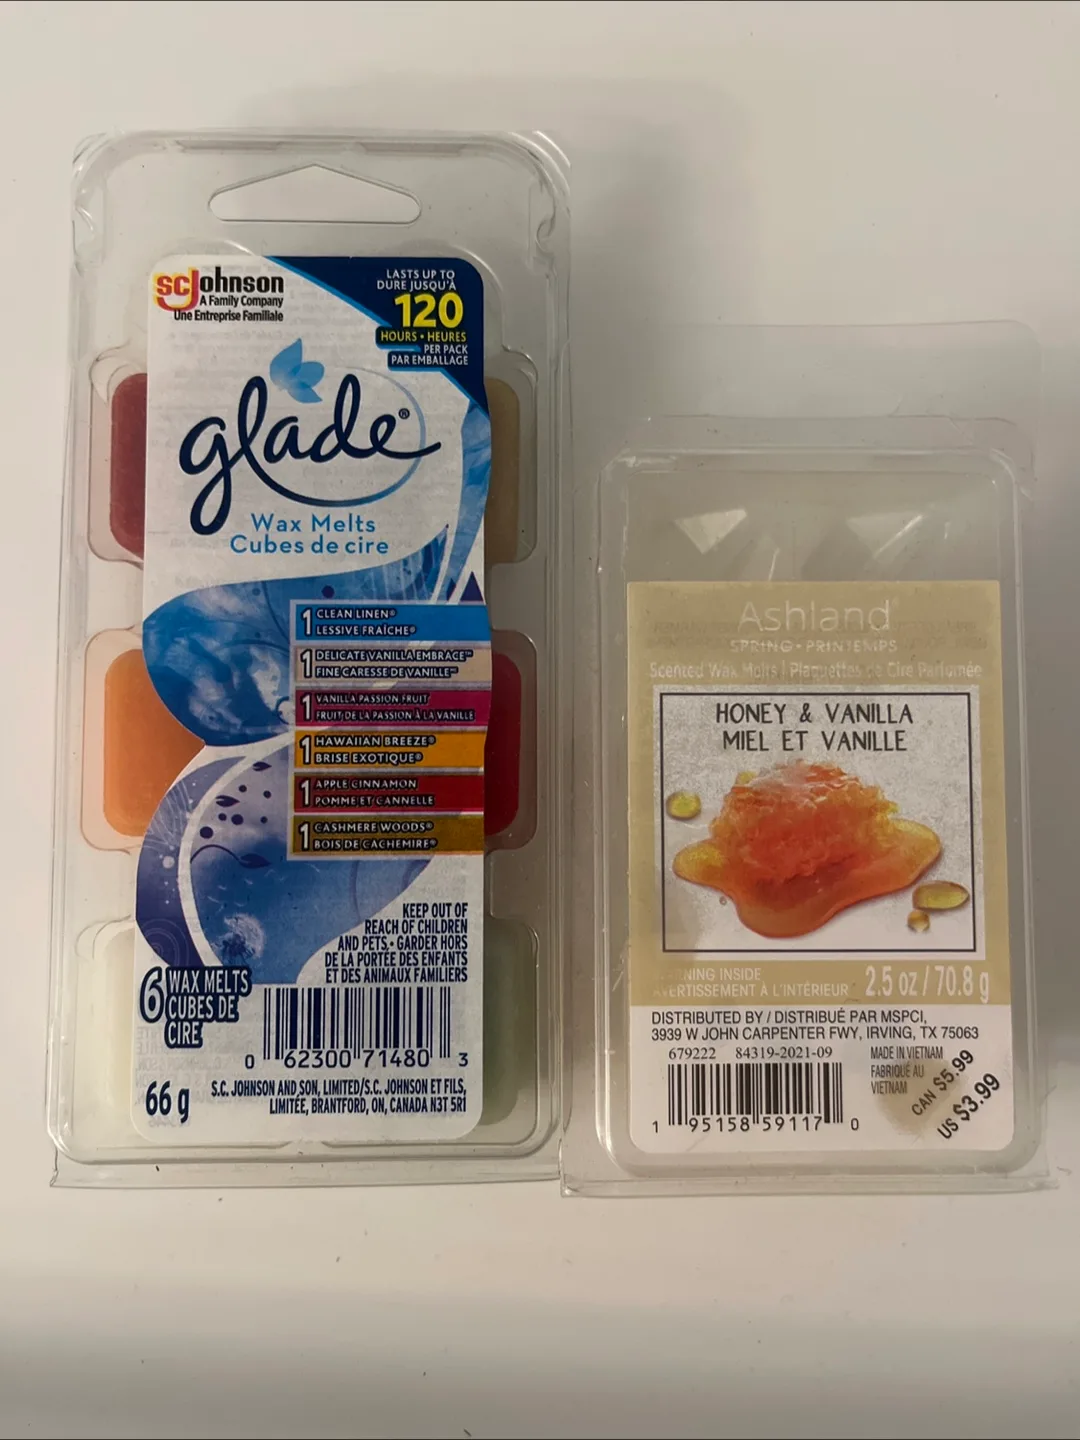 SC Johnson
A Family Company
Une Entreprise Familiale
LASTS UP TO
DURE JUSQU'À
120
HOURS • HEURES
PER PACK
PAR EMBALLAGE
glade®
Wax Melts
Cubes de cire
1 CLEAN LINEN®
LESSIVE FRAÎCHE®
1 DELICATE VANILLA EMBRACE™
FINE CARESSE DE VANILLE™
1 VANILLA PASSION FRUIT
FRUIT DE LA PASSION À LA VANILLE
1 HAWAIIAN BREEZE®
BRISE EXOTIQUE®
1 APPLE CINNAMON
POMME ET CANNELLE
1 CASHMERE WOODS®
BOIS DE CACHEMIRE®
KEEP OUT OF
REACH OF CHILDREN
AND PETS. • GARDER HORS
DE LA PORTÉE DES ENFANTS
ET DES ANIMAUX FAMILIERS
6 WAX MELTS
CUBES DE
CIRE
0 62300 71480 3
66 g
S.C. JOHNSON AND SON, LIMITED/S.C. JOHNSON ET FILS,
LIMITÉE, BRANTFORD, ON, CANADA N3T 5R1
Ashland®
SPRING • PRINTEMPS
Scented Wax Melts | Plaquettes de Cire Parfumée
HONEY & VANILLA
MIEL ET VANILLE
WARNING INSIDE
AVERTISSEMENT À L'INTÉRIEUR
2.5 oz / 70.8 g
DISTRIBUTED BY / DISTRIBUÉ PAR MSPCI,
3939 W JOHN CARPENTER FWY, IRVING, TX 75063
679222 84319-2021-09
MADE IN VIETNAM
FABRIQUÉ AU
VIETNAM
CAN $5.99
US $3.99
1 95158 59117 0